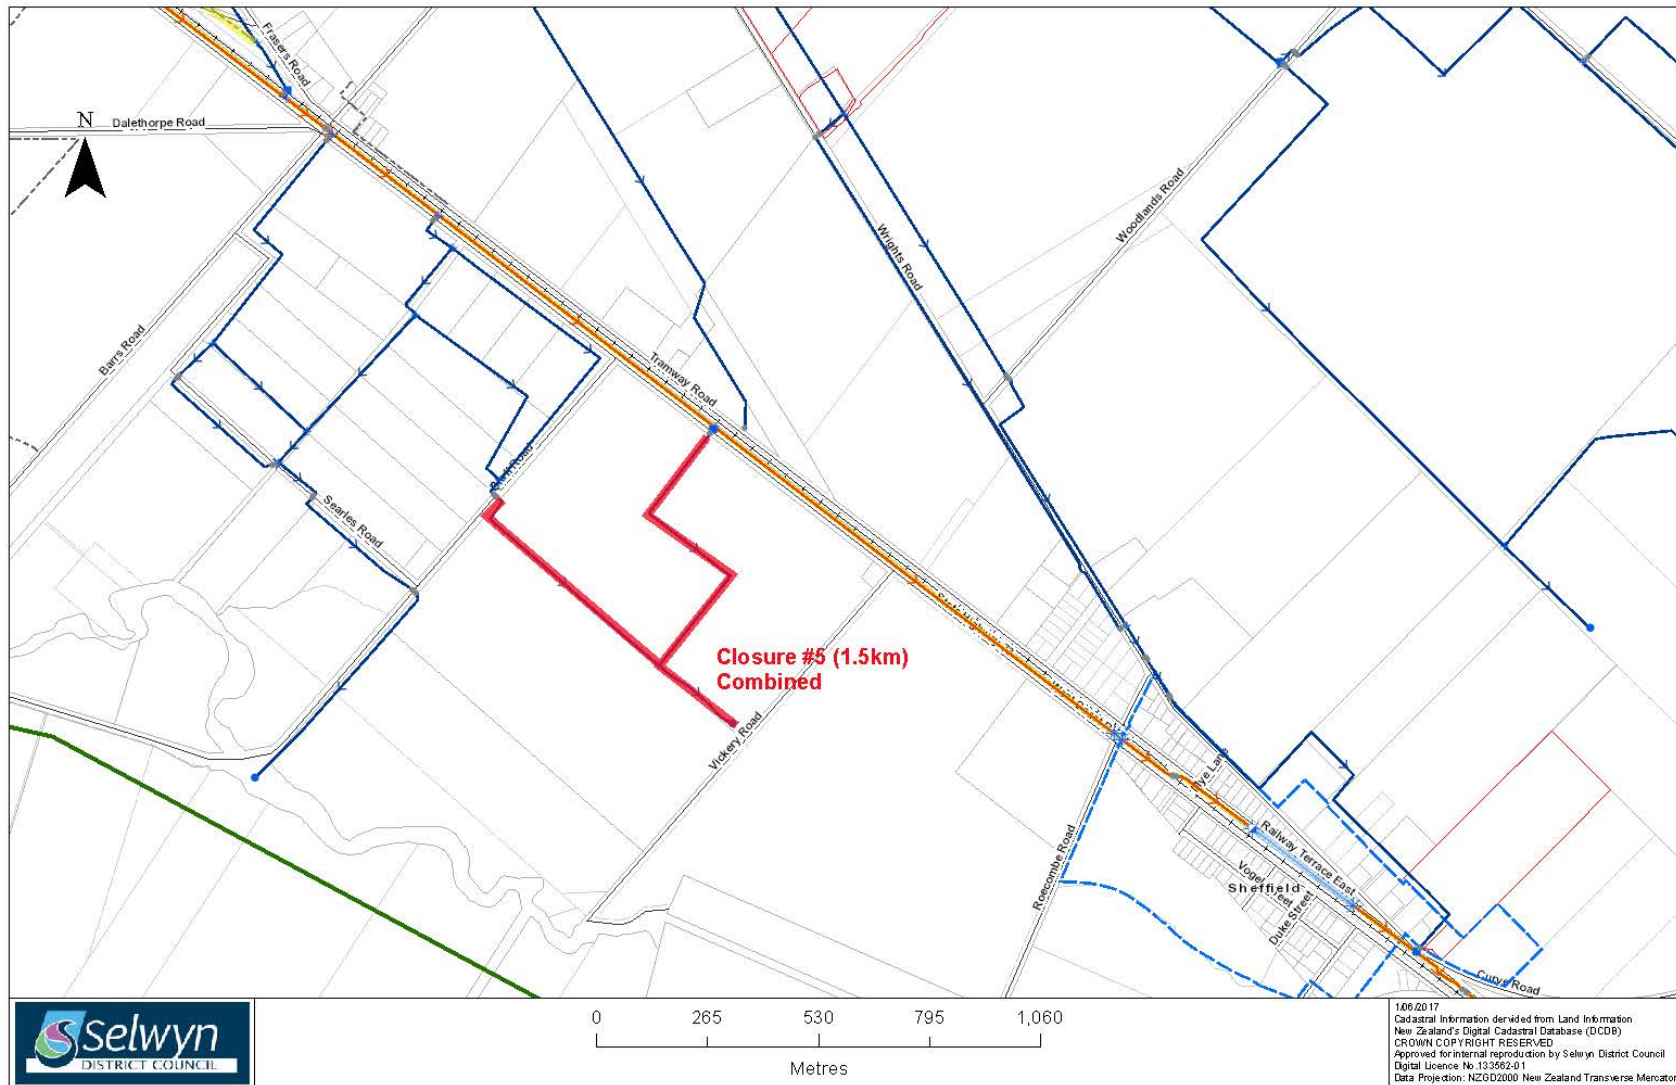 Frasers Road
N
Dalethorpe Road
Woodlands Road
Wrights Road
Barrs Road
Tramway Road
Searles Road
Closure #5 (1.5km)
Combined
Vickery Road
Roecombe Road
Railway Terrace East
Vogel Street
Sheffield
Duke Street
Road
Selwyn
DISTRICT COUNCIL
0 265 530 795 1,060
Metres
1/06/2017
Cadastral Information derived from Land Information
New Zealand's Digital Cadastral Database (DCDB)
CROWN COPYRIGHT RESERVED
Approved for internal reproduction by Selwyn District Council
Digital Licence No.133562-01
Data Projection: NZGD2000 New Zealand Transverse Mercator